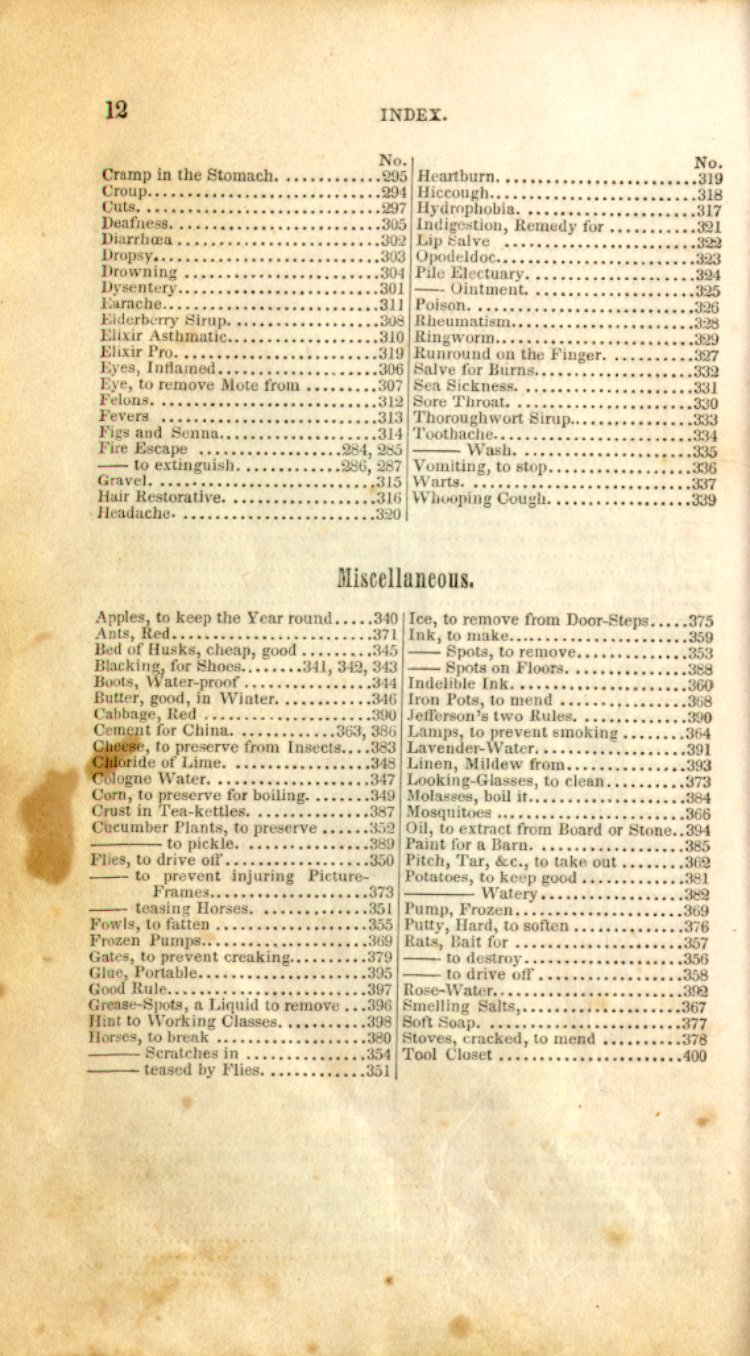 12
INDEX.
No.
Cramp in the Stomach. ............295
Croup..............................294
Cuts. ...............................297
Deafness. ...........................305
Diarrhœa ..........................302
Dropsy.............................303
Drowning .........................304
Dysentery..........................301
Earache............................311
Elderberry Sirup. ..................308
Elixir Asthmatic...................310
Elixir Pro. ..........................319
Eyes, Inflamed.....................306
Eye, to remove Mote from .........307
Felons. .............................312
Fevers ............................313
Figs and Senna....................314
Fire Escape ..................284, 285
—— to extinguish. ............286, 287
Gravel. .............................315
Hair Restorative. ..................316
Headache. .........................320
No.
Heartburn. .........................319
Hiccough..........................318
Hydrophobia. ......................317
Indigestion, Remedy for ...........321
Lip Salve .........................322
Opodeldoc.........................323
Pile Electuary. .....................324
—— Ointment. ....................325
Poison. .............................326
Rheumatism.......................328
Ringworm.........................329
Runround on the Finger. ..........327
Salve for Burns....................332
Sea Sickness. ......................331
Sore Throat. .......................330
Thoroughwort Sirup...............333
Toothache.........................334
——— Wash. .....................335
Vomiting, to stop..................336
Warts. ............................337
Whooping Cough. .................339
Miscellaneous.
Apples, to keep the Year round.....340
Ants, Red.........................371
Bed of Husks, cheap, good .........345
Blacking, for Shoes........341, 342, 343
Boots, Water-proof ................344
Butter, good, in Winter. ...........346
Cabbage, Red .....................390
Cement for China. ............363, 386
Cheese, to preserve from Insects....383
Chloride of Lime. .................348
Cologne Water. ...................347
Corn, to preserve for boiling. .......349
Crust in Tea-kettles. ...............387
Cucumber Plants, to preserve ......352
———— to pickle. .................389
Flies, to drive off..................350
—— to prevent injuring Picture-
Frames....................373
—— teasing Horses. .............351
Fowls, to fatten ...................355
Frozen Pumps.....................369
Gates, to prevent creaking.........379
Glue, Portable.....................395
Good Rule.........................397
Grease-Spots, a Liquid to remove ...396
Hint to Working Classes. ..........398
Horses, to break ...................380
——— Scratches in ...............354
——— teased by Flies. ............351
Ice, to remove from Door-Steps.....375
Ink, to make......................359
—— Spots, to remove..............353
—— Spots on Floors. ..............388
Indelible Ink. .....................360
Iron Pots, to mend ................368
Jefferson's two Rules. .............390
Lamps, to prevent smoking ........364
Lavender-Water. ..................391
Linen, Mildew from...............393
Looking-Glasses, to clean..........373
Molasses, boil it...................384
Mosquitoes .......................366
Oil, to extract from Board or Stone..394
Paint for a Barn. ..................385
Pitch, Tar, &c., to take out ........362
Potatoes, to keep good .............381
———— Watery..................382
Pump, Frozen.....................369
Putty, Hard, to soften .............376
Rats, Bait for .....................357
—— to destroy....................356
—— to drive off ..................358
Rose-Water.......................392
Smelling Salts,....................367
Soft Soap. ........................377
Stoves, cracked, to mend ..........378
Tool Closet .......................400